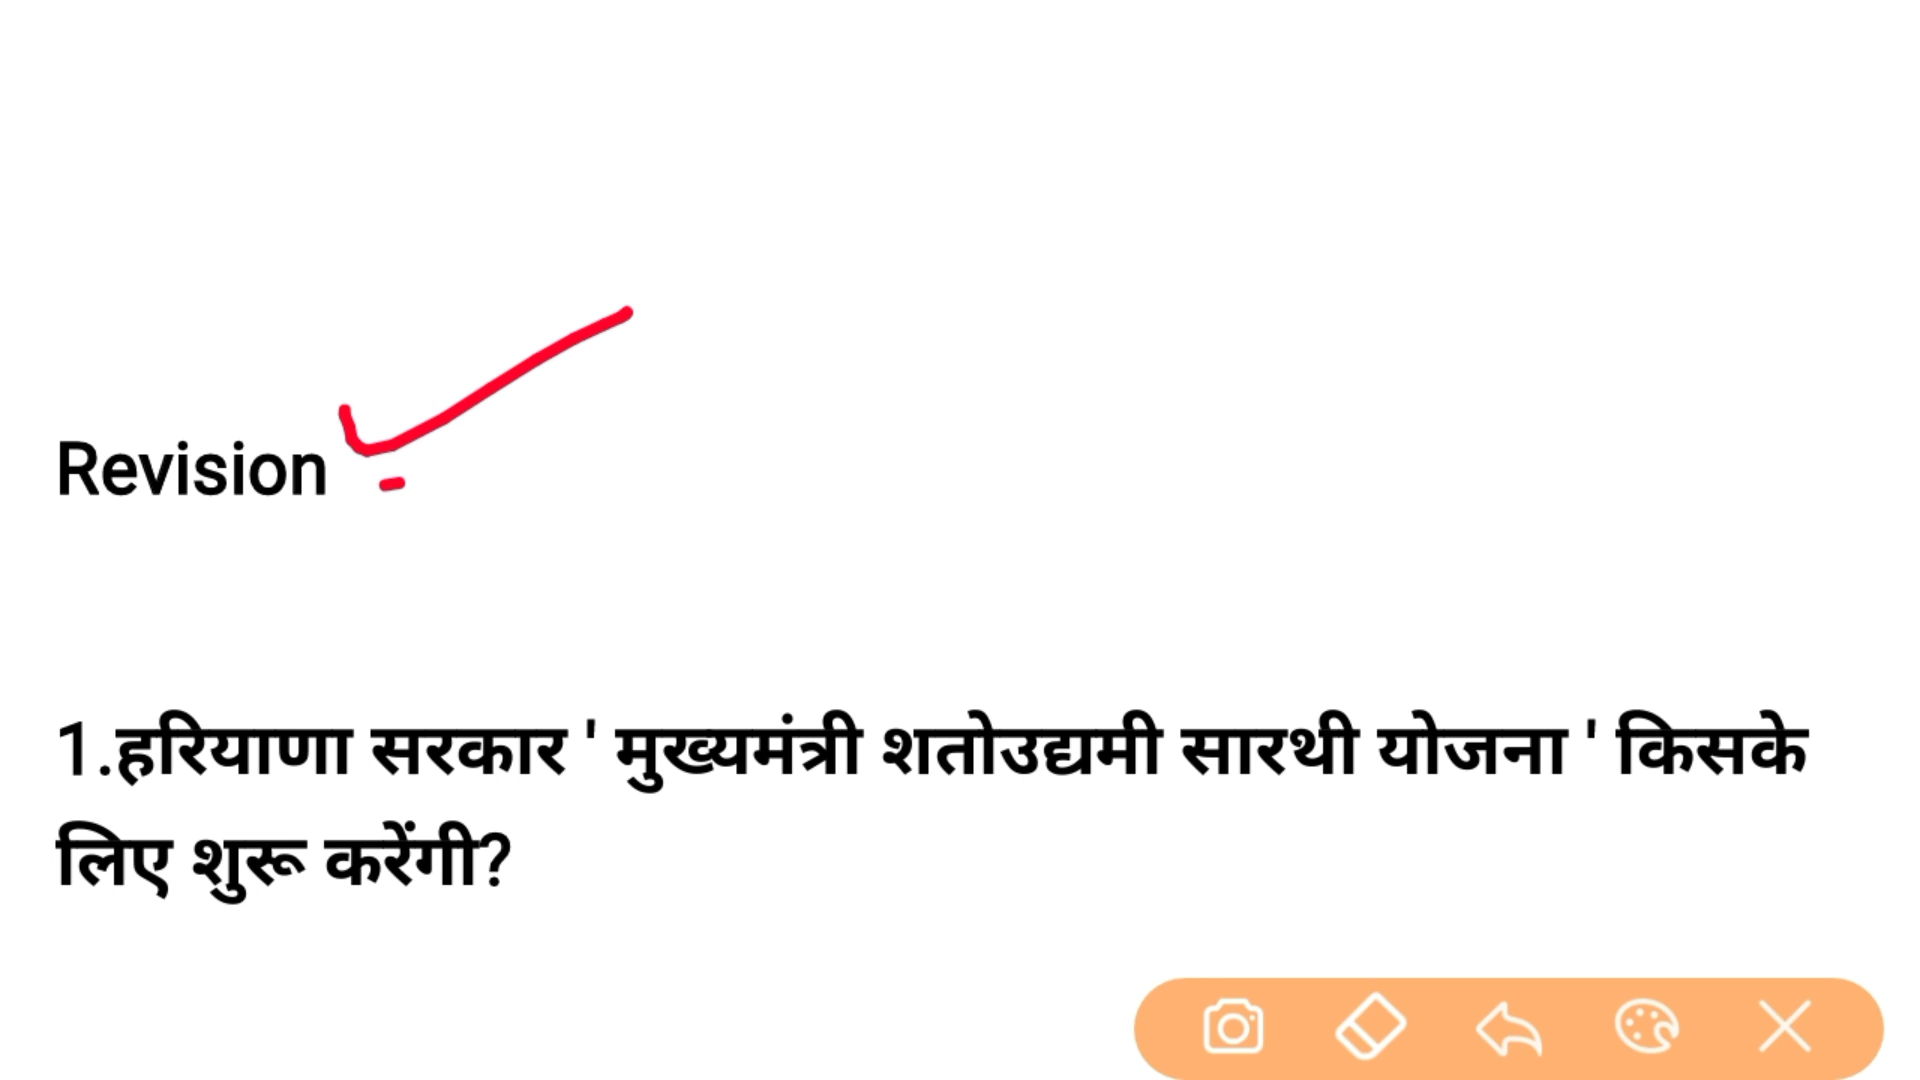 Revision
1.हरियाणा सरकार ' मुख्यमंत्री शतोउद्यमी सारथी योजना ' किसके
लिए शुरू करेंगी?